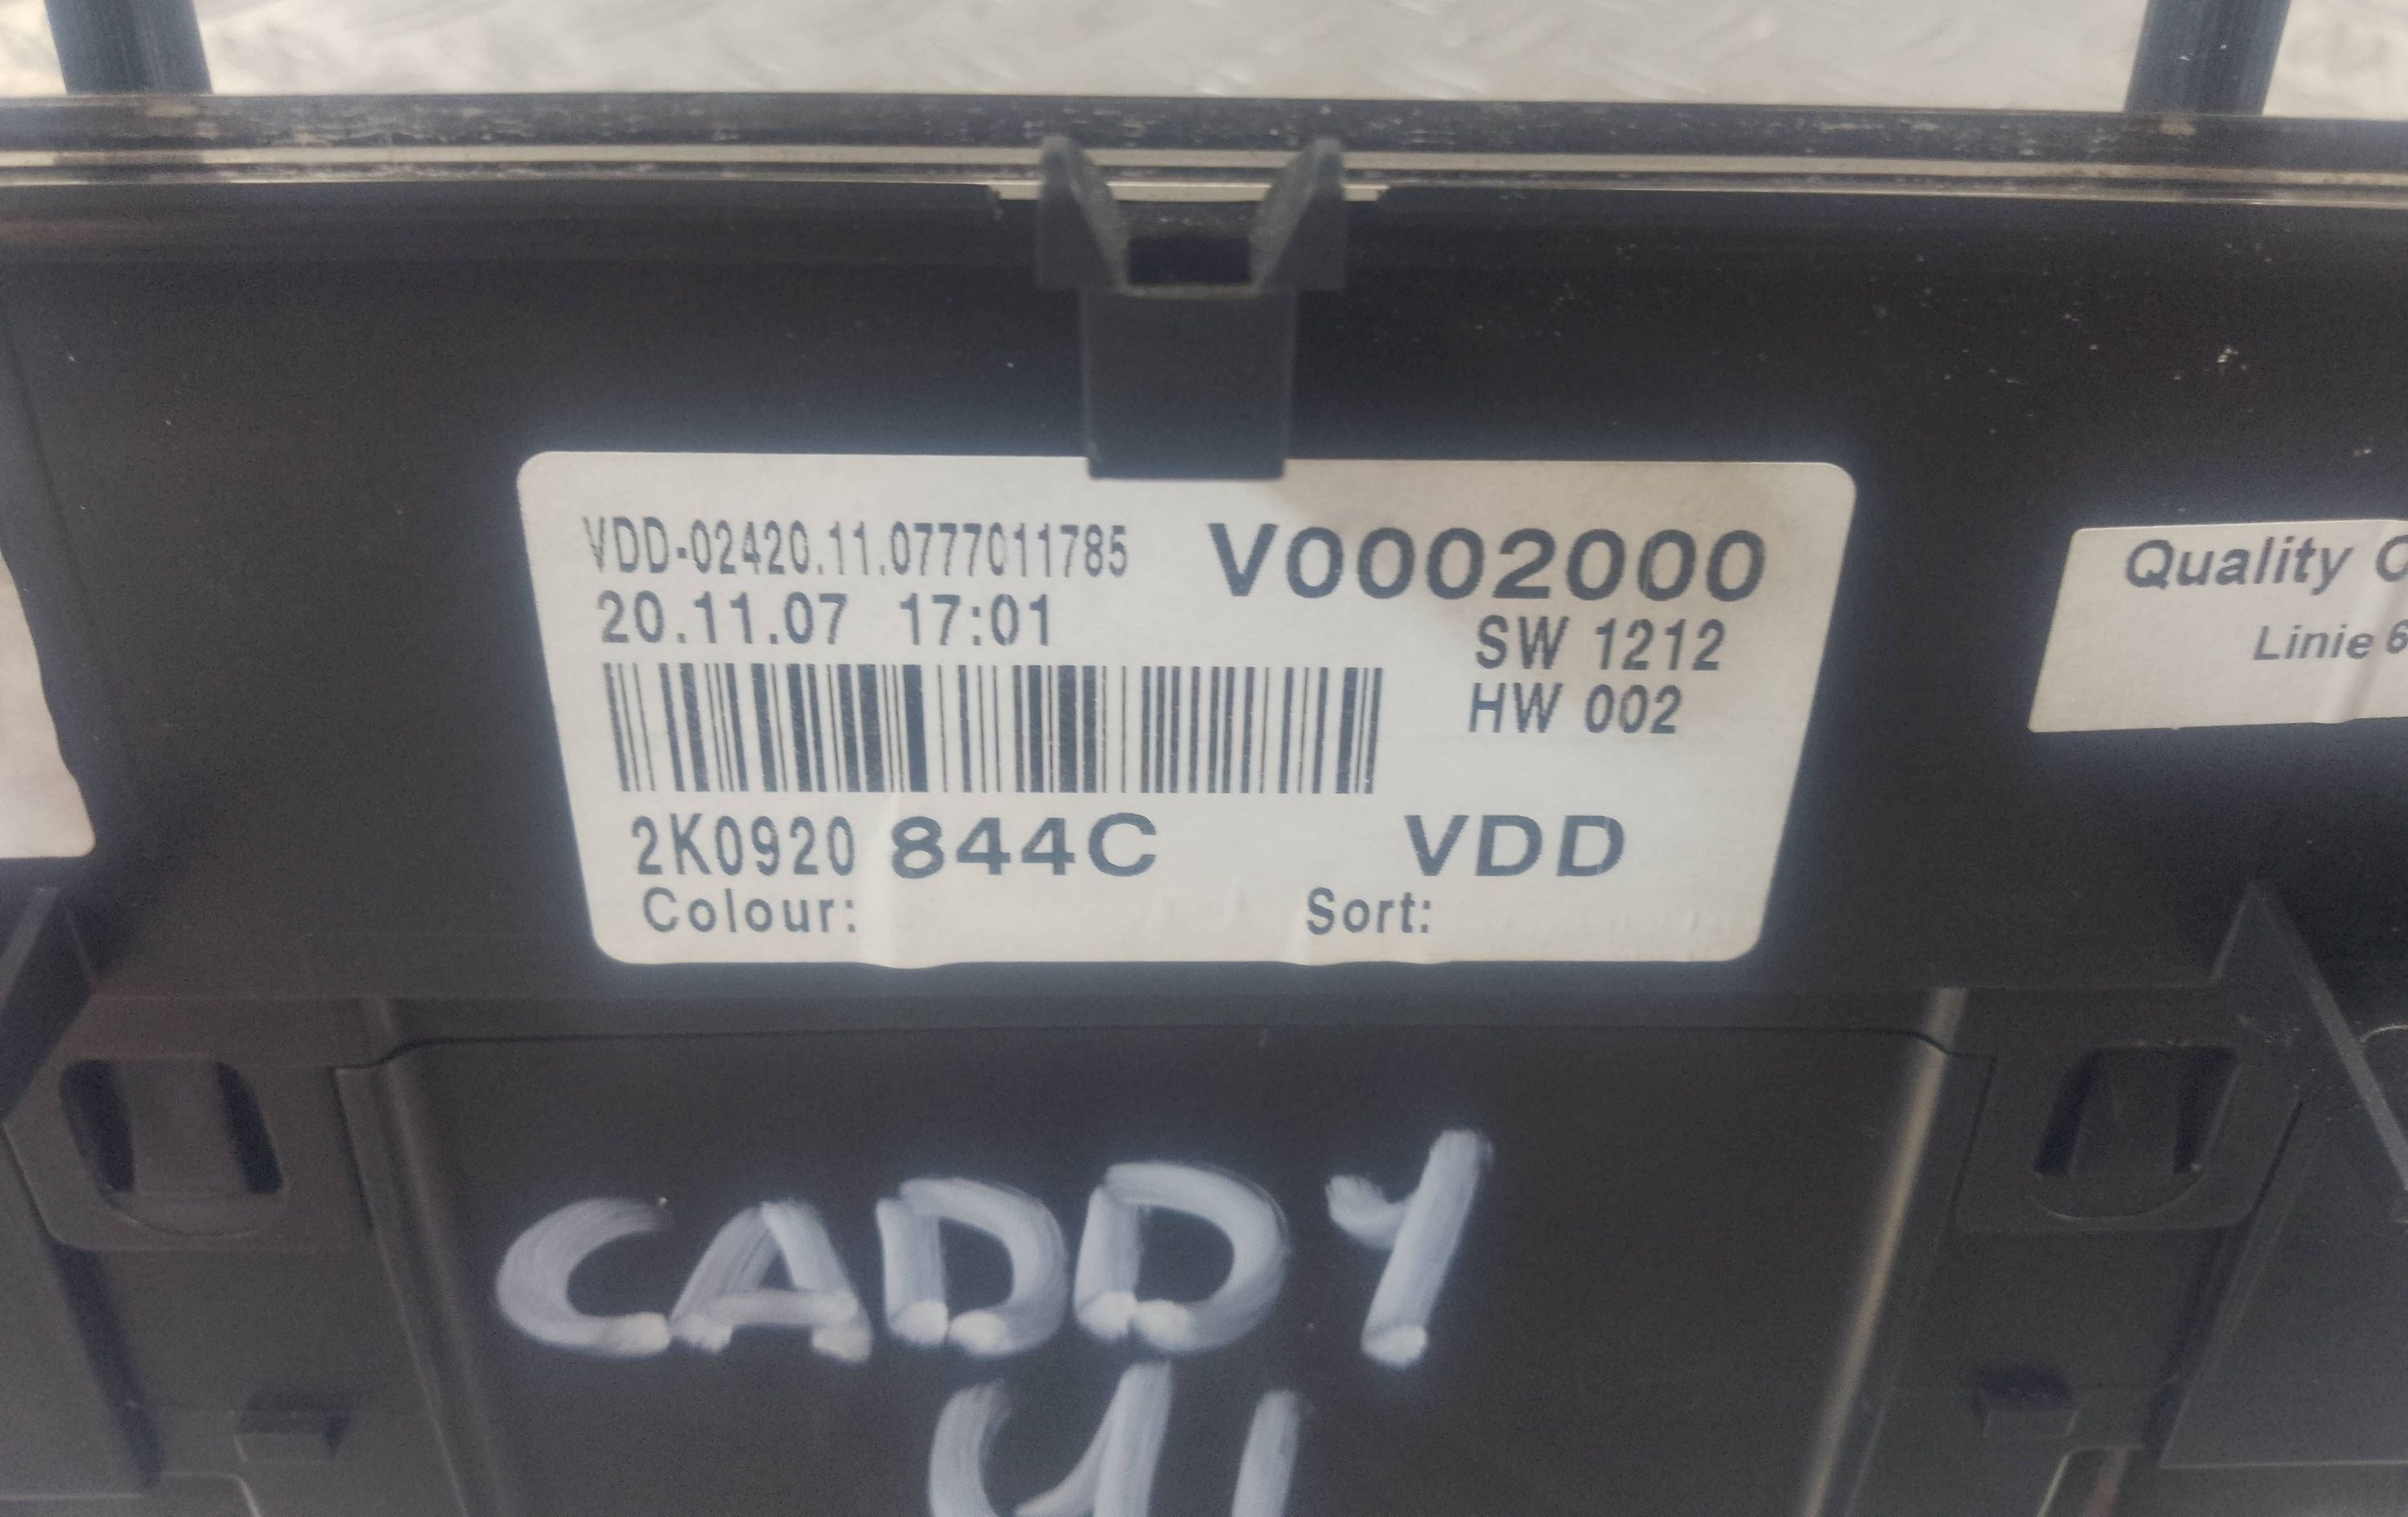 VDD-02420.11.0777011785 V0002000
20.11.07 17:01 SW 1212
HW 002
2K0920 844C VDD
Colour: Sort:
Quality
Linie 6
CADDY